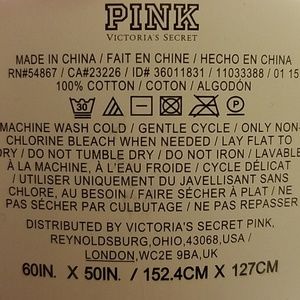 PINK
VICTORIA'S SECRET
MADE IN CHINA / FAIT EN CHINE / HECHO EN CHINA
RN#54867 / CA#23226 / ID# 36011831 / 11033388 / 01 15
100% COTTON / COTON / ALGODÓN
30
MACHINE WASH COLD / GENTLE CYCLE / ONLY NON-
CHLORINE BLEACH WHEN NEEDED / LAY FLAT TO
DRY / DO NOT TUMBLE DRY / DO NOT IRON / LAVABLE
À LA MACHINE, À L'EAU FROIDE / CYCLE DÉLICAT
/ UTILISER UNIQUEMENT DU JAVELLISANT SANS
CHLORE, AU BESOIN / FAIRE SÉCHER À PLAT / NE
PAS SÉCHER PAR CULBUTAGE / NE PAS REPASSER
DISTRIBUTED BY VICTORIA'S SECRET PINK,
REYNOLDSBURG,OHIO,43068,USA /
LONDON,WC2E 9BA,UK
60IN. X 50IN. / 152.4CM X 127CM